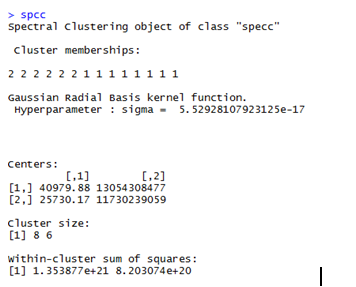 > spcc
Spectral Clustering object of class "specc"
Cluster memberships:
2 2 2 2 2 2 1 1 1 1 1 1 1 1 1
Gaussian Radial Basis kernel function.
Hyperparameter : sigma = 5.52928107923125e-17
Centers:
[,1] [,2]
[1,] 40979.88 13054308477
[2,] 25730.17 11730239059
Cluster size:
[1] 8 6
Within-cluster sum of squares:
[1] 1.353877e+21 8.203074e+20